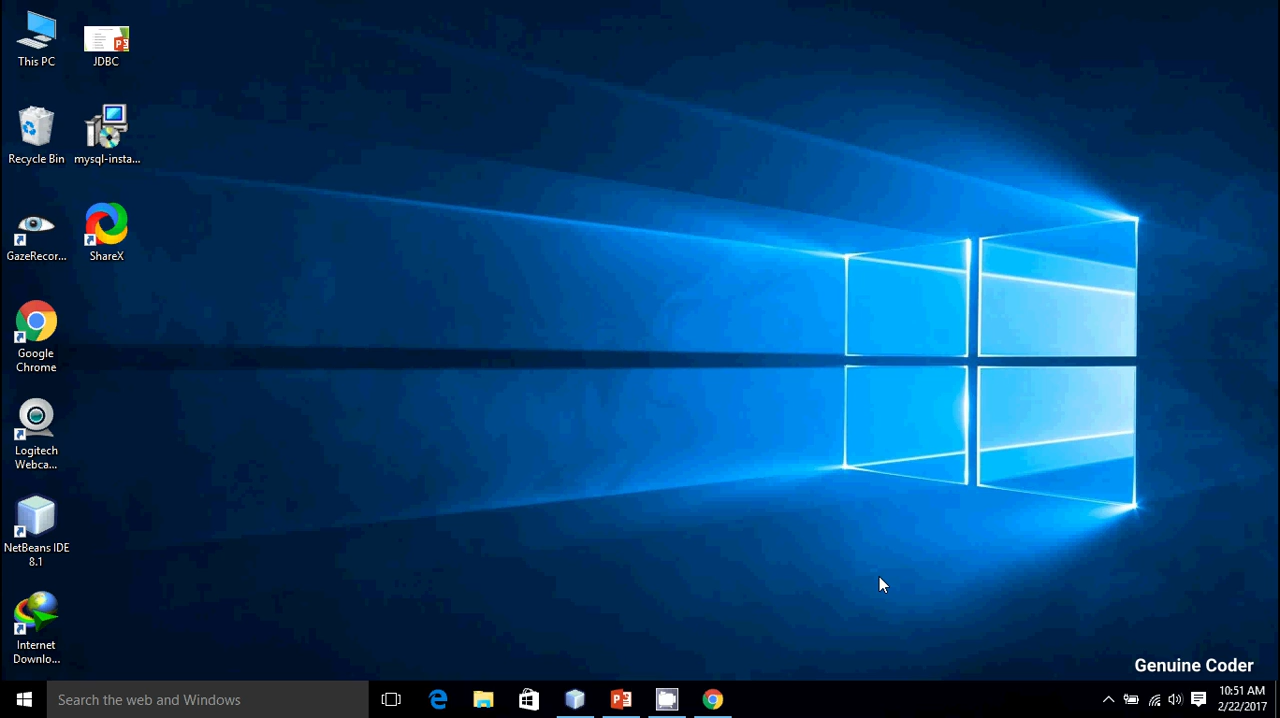 This PC
JDBC
Recycle Bin
mysql-insta...
GazeRecor...
ShareX
Google
Chrome
Logitech
Webca...
NetBeans IDE
8.1
Internet
Downlo...
Genuine Coder
Search the web and Windows
10:51 AM
2/22/2017